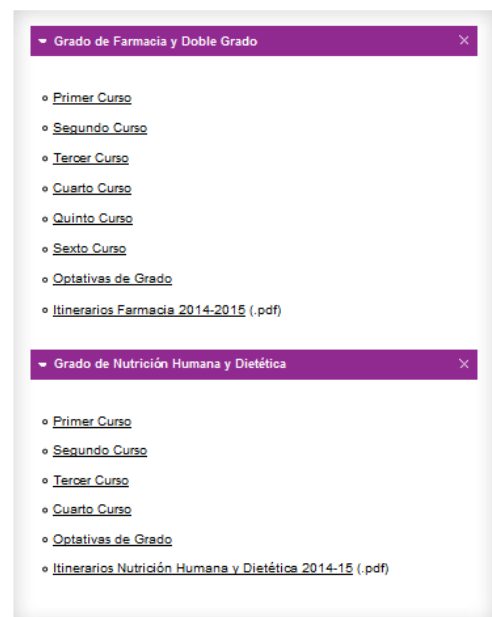 Grado de Farmacia y Doble Grado
Primer Curso
Segundo Curso
Tercer Curso
Cuarto Curso
Quinto Curso
Sexto Curso
Optativas de Grado
Itinerarios Farmacia 2014-2015 (.pdf)
Grado de Nutrición Humana y Dietética
Primer Curso
Segundo Curso
Tercer Curso
Cuarto Curso
Optativas de Grado
Itinerarios Nutrición Humana y Dietética 2014-15 (.pdf)